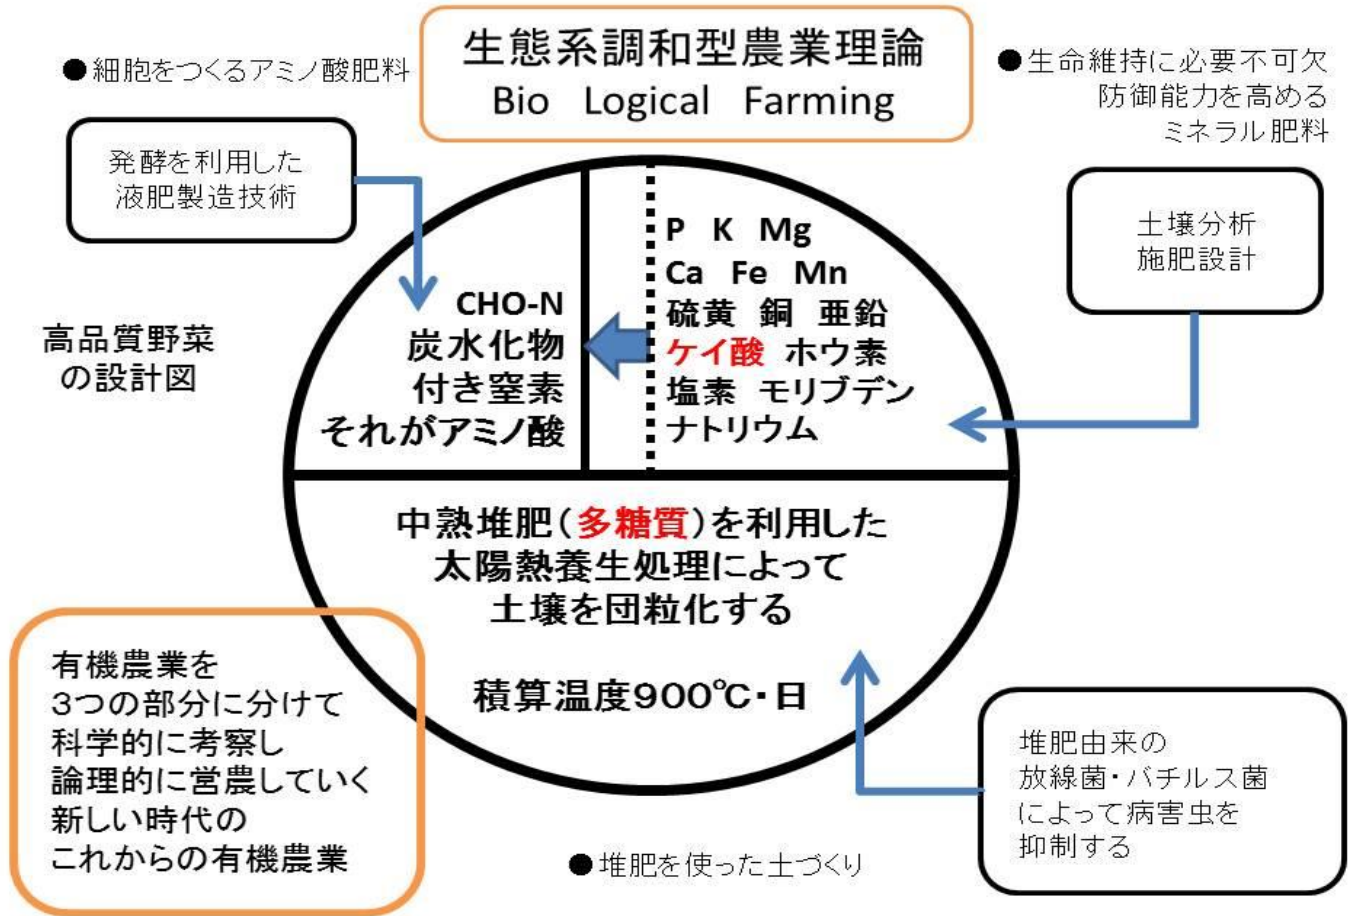 生態系調和型農業理論
Bio Logical Farming
●細胞をつくるアミノ酸肥料
発酵を利用した
液肥製造技術
●生命維持に必要不可欠
防御能力を高める
ミネラル肥料
土壌分析
施肥設計
高品質野菜
の設計図
CHO-N
炭水化物
付き窒素
それがアミノ酸
P K Mg
Ca Fe Mn
硫黄 銅 亜鉛
ケイ酸 ホウ素
塩素 モリブデン
ナトリウム
中熟堆肥(多糖質)を利用した
太陽熱養生処理によって
土壌を団粒化する
積算温度900℃・日
有機農業を
3つの部分に分けて
科学的に考察し
論理的に営農していく
新しい時代の
これからの有機農業
堆肥由来の
放線菌・バチルス菌
によって病害虫を
抑制する
●堆肥を使った土づくり